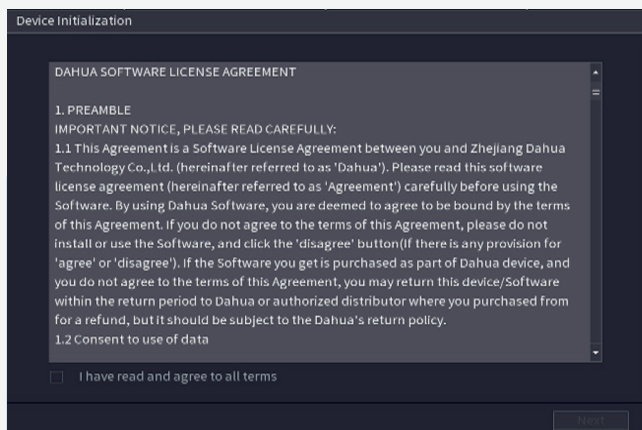 Device Initialization
DAHUA SOFTWARE LICENSE AGREEMENT
1. PREAMBLE
IMPORTANT NOTICE, PLEASE READ CAREFULLY:
1.1 This Agreement is a Software License Agreement between you and Zhejiang Dahua
Technology Co.,Ltd. (hereinafter referred to as 'Dahua'). Please read this software
license agreement (hereinafter referred to as 'Agreement') carefully before using the
Software. By using Dahua Software, you are deemed to agree to be bound by the terms
of this Agreement. If you do not agree to the terms of this Agreement, please do not
install or use the Software, and click the 'disagree' button(If there is any provision for
'agree' or 'disagree'). If the Software you get is purchased as part of Dahua device, and
you do not agree to the terms of this Agreement, you may return this device/Software
within the return period to Dahua or authorized distributor where you purchased from
for a refund, but it should be subject to the Dahua's return policy.
1.2 Consent to use of data
I have read and agree to all terms
Next